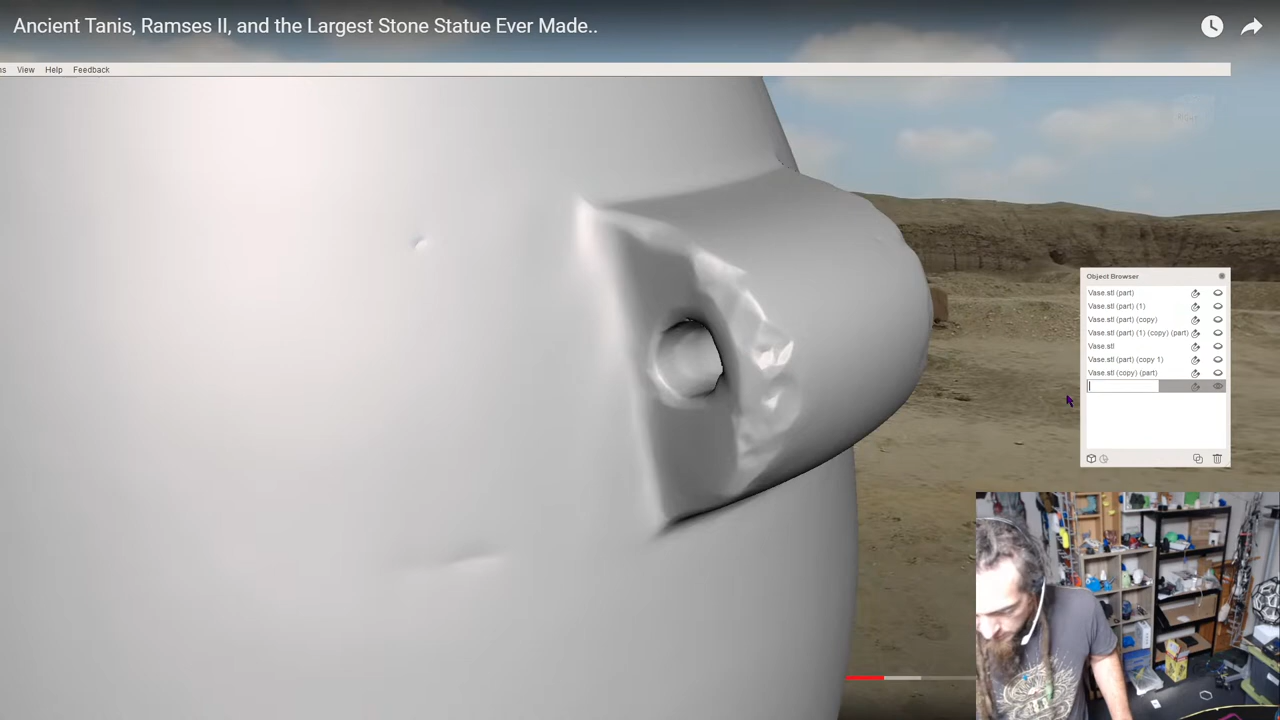 Ancient Tanis, Ramses II, and the Largest Stone Statue Ever Made..
ns View Help Feedback
Object Browser
Vase.stl (part)
Vase.stl (part) (1)
Vase.stl (part) (copy)
Vase.stl (part) (1) (copy) (part)
Vase.stl
Vase.stl (part) (copy 1)
Vase.stl (copy) (part)